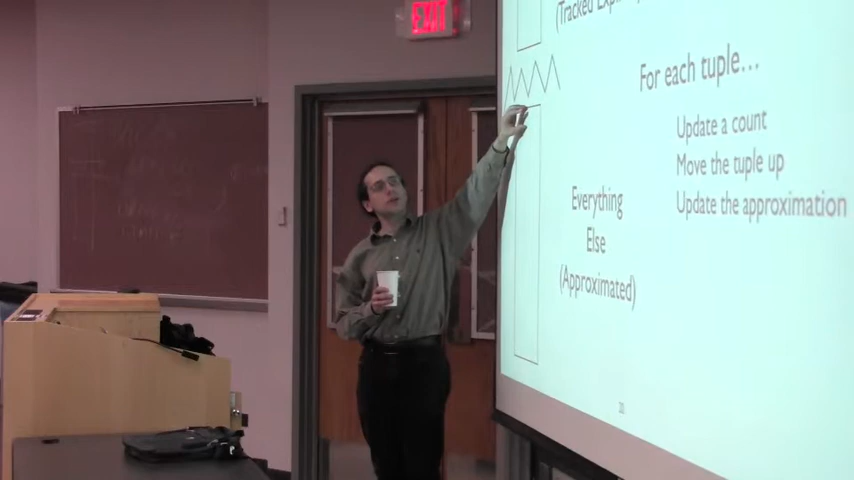 EXIT
(Tracked
For each tuple...
Update a count
Move the tuple up
Update the approximation
Everything
Else
(Approximated)